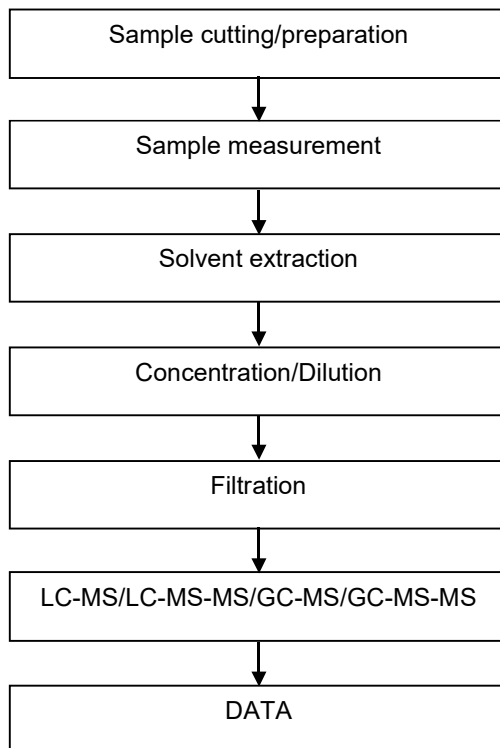 Sample cutting/preparation
Sample measurement
Solvent extraction
Concentration/Dilution
Filtration
LC-MS/LC-MS-MS/GC-MS/GC-MS-MS
DATA